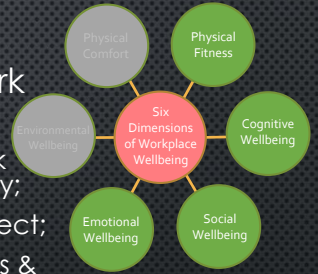 Physical
Comfort
Physical
Fitness
rk
Six
Dimensions
of Workplace
Wellbeing
Environmental
Wellbeing
Cognitive
Wellbeing
k
y;
ect;
Emotional
Wellbeing
Social
Wellbeing
s &